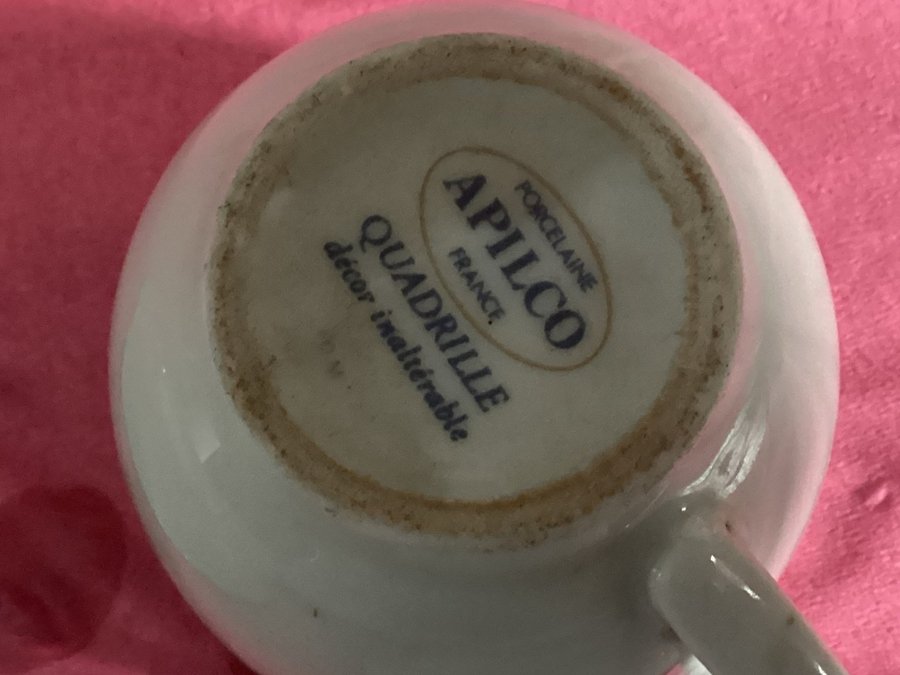 PORCELAINE
APILCO
FRANCE
QUADRILLE
décor inaltérable